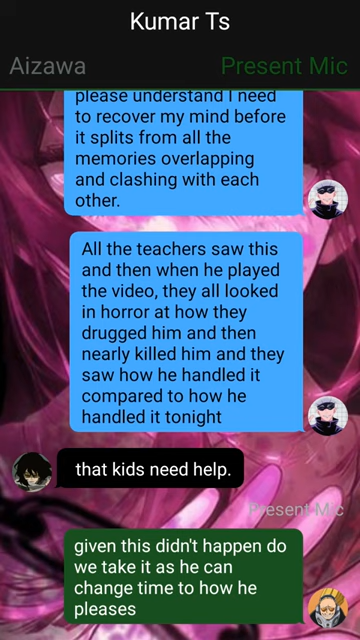 Kumar Ts
Aizawa Present Mic
please understand I need
to recover my mind before
it splits from all the
memories overlapping
and clashing with each
other.
All the teachers saw this
and then when he played
the video, they all looked
in horror at how they
drugged him and then
nearly killed him and they
saw how he handled it
compared to how he
handled it tonight
that kids need help.
Present Mic
given this didn't happen do
we take it as he can
change time to how he
pleases